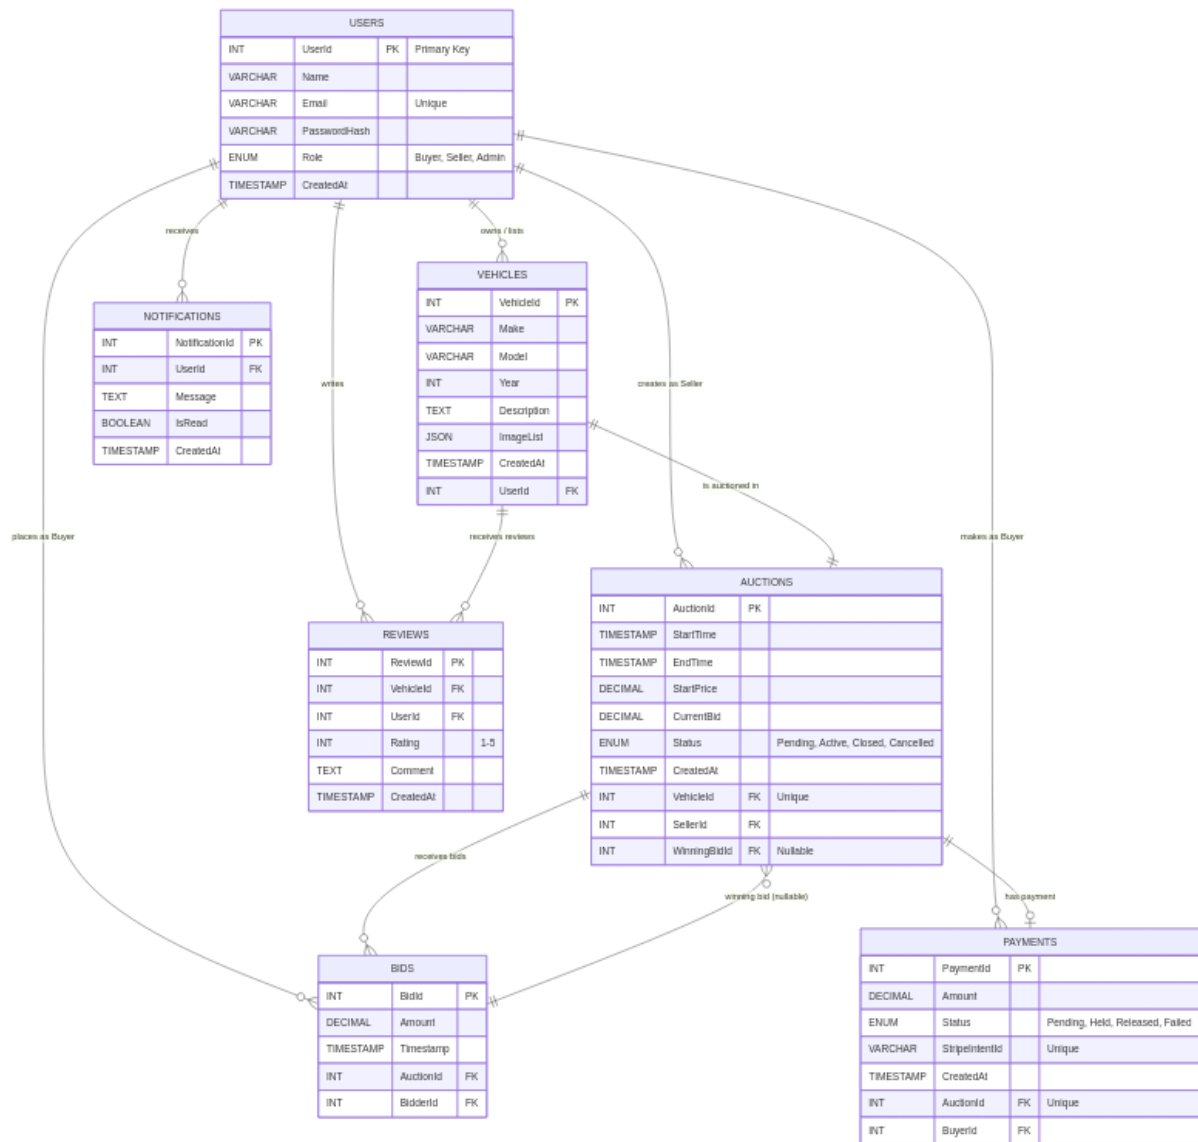 USERS
INT UserId PK Primary Key
VARCHAR Name
VARCHAR Email Unique
VARCHAR PasswordHash
ENUM Role Buyer, Seller, Admin
TIMESTAMP CreatedAt
receives
owns / lists
VEHICLES
INT VehicleId PK
VARCHAR Make
VARCHAR Model
INT Year
TEXT Description
JSON ImageList
TIMESTAMP CreatedAt
INT UserId FK
NOTIFICATIONS
INT NotificationId PK
INT UserId FK
TEXT Message
BOOLEAN IsRead
TIMESTAMP CreatedAt
writes
creates as Seller
is auctioned in
places as Buyer
receives reviews
makes as Buyer
AUCTIONS
INT AuctionId PK
TIMESTAMP StartTime
TIMESTAMP EndTime
DECIMAL StartPrice
DECIMAL CurrentBid
ENUM Status Pending, Active, Closed, Cancelled
TIMESTAMP CreatedAt
INT VehicleId FK Unique
INT SellerId FK
INT WinningBidId FK Nullable
REVIEWS
INT ReviewId PK
INT VehicleId FK
INT UserId FK
INT Rating 1-5
TEXT Comment
TIMESTAMP CreatedAt
receives bids
winning bid (nullable)
has payment
BIDS
INT BidId PK
DECIMAL Amount
TIMESTAMP Timestamp
INT AuctionId FK
INT BidderId FK
PAYMENTS
INT PaymentId PK
DECIMAL Amount
ENUM Status Pending, Held, Released, Failed
VARCHAR StripeIntentId Unique
TIMESTAMP CreatedAt
INT AuctionId FK Unique
INT BuyerId FK